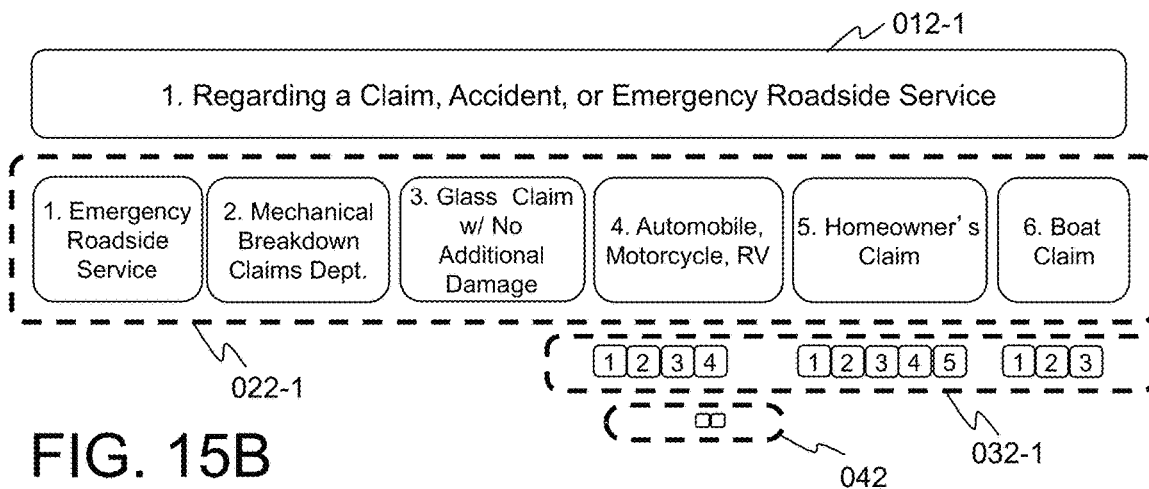 012-1
1. Regarding a Claim, Accident, or Emergency Roadside Service
1. Emergency
Roadside
Service
2. Mechanical
Breakdown
Claims Dept.
3. Glass Claim
w/ No
Additional
Damage
4. Automobile,
Motorcycle, RV
5. Homeowner's
Claim
6. Boat
Claim
1 2 3 4
1 2 3 4 5
1 2 3
022-1
032-1
042
FIG. 15B